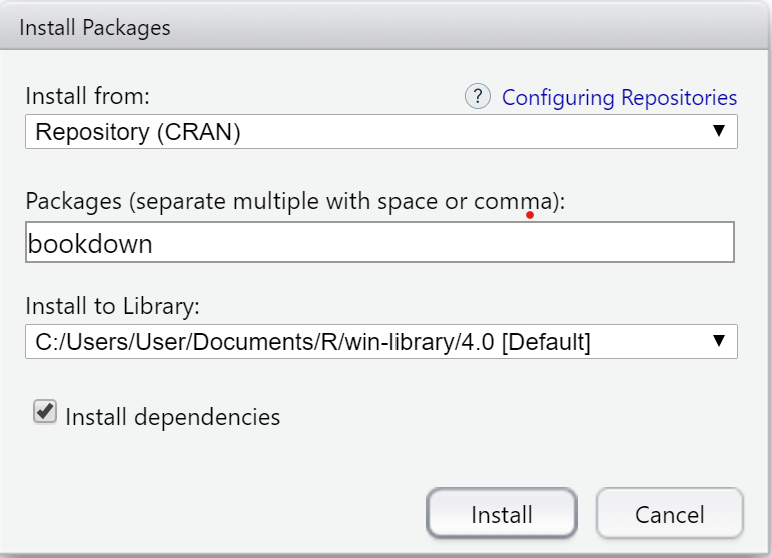 Install Packages
Install from:
? Configuring Repositories
Repository (CRAN)
Packages (separate multiple with space or comma):
bookdown
Install to Library:
C:/Users/User/Documents/R/win-library/4.0 [Default]
Install dependencies
Install
Cancel